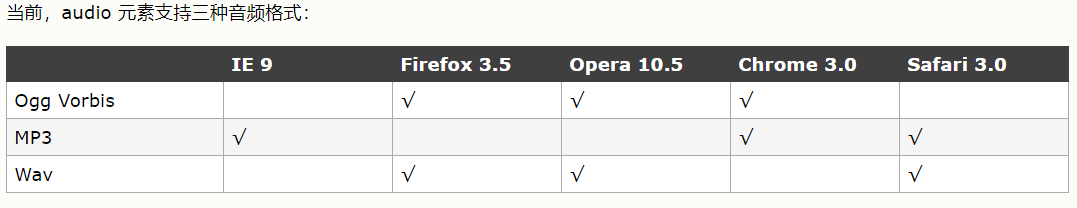 当前，audio 元素支持三种音频格式：
IE 9 Firefox 3.5 Opera 10.5 Chrome 3.0 Safari 3.0
Ogg Vorbis √ √ √
MP3 √ √ √
Wav √ √ √